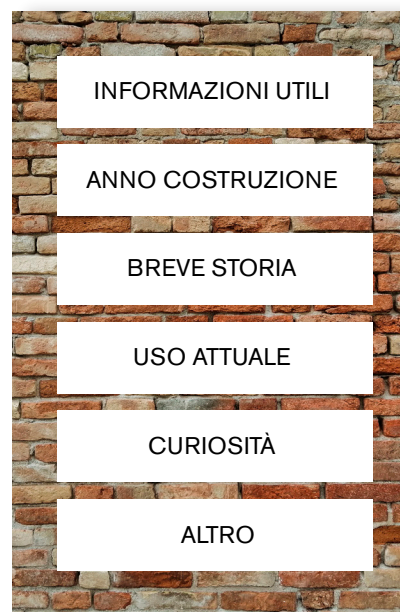 INFORMAZIONI UTILI
ANNO COSTRUZIONE
BREVE STORIA
USO ATTUALE
CURIOSITÀ
ALTRO